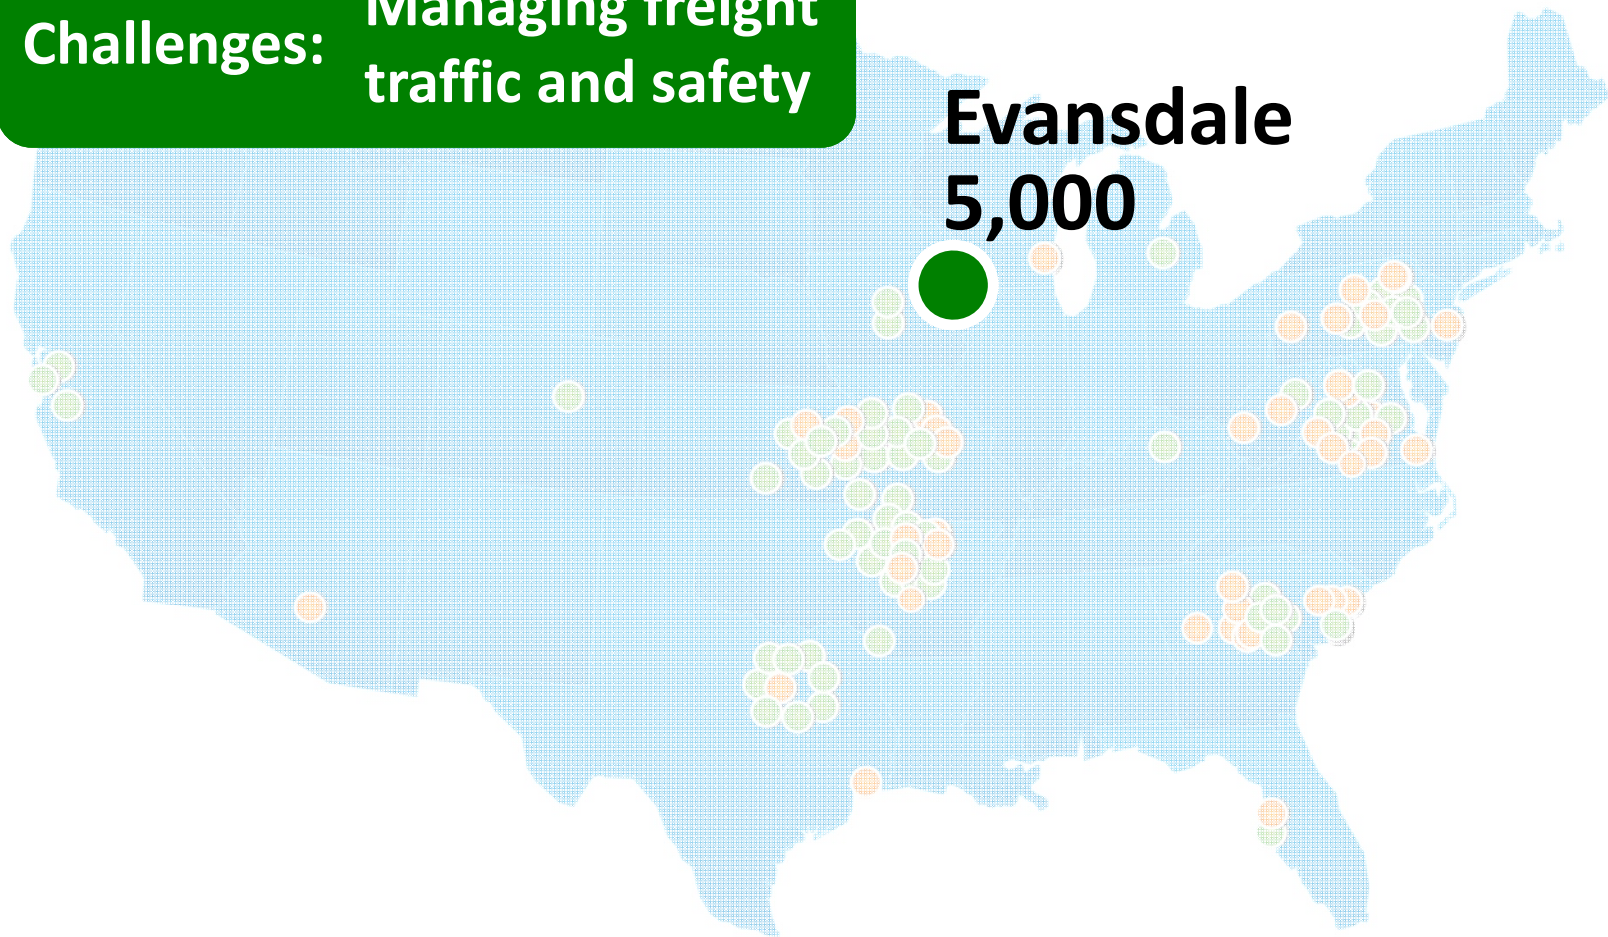 Challenges:
Managing freight
traffic and safety
Evansdale
5,000